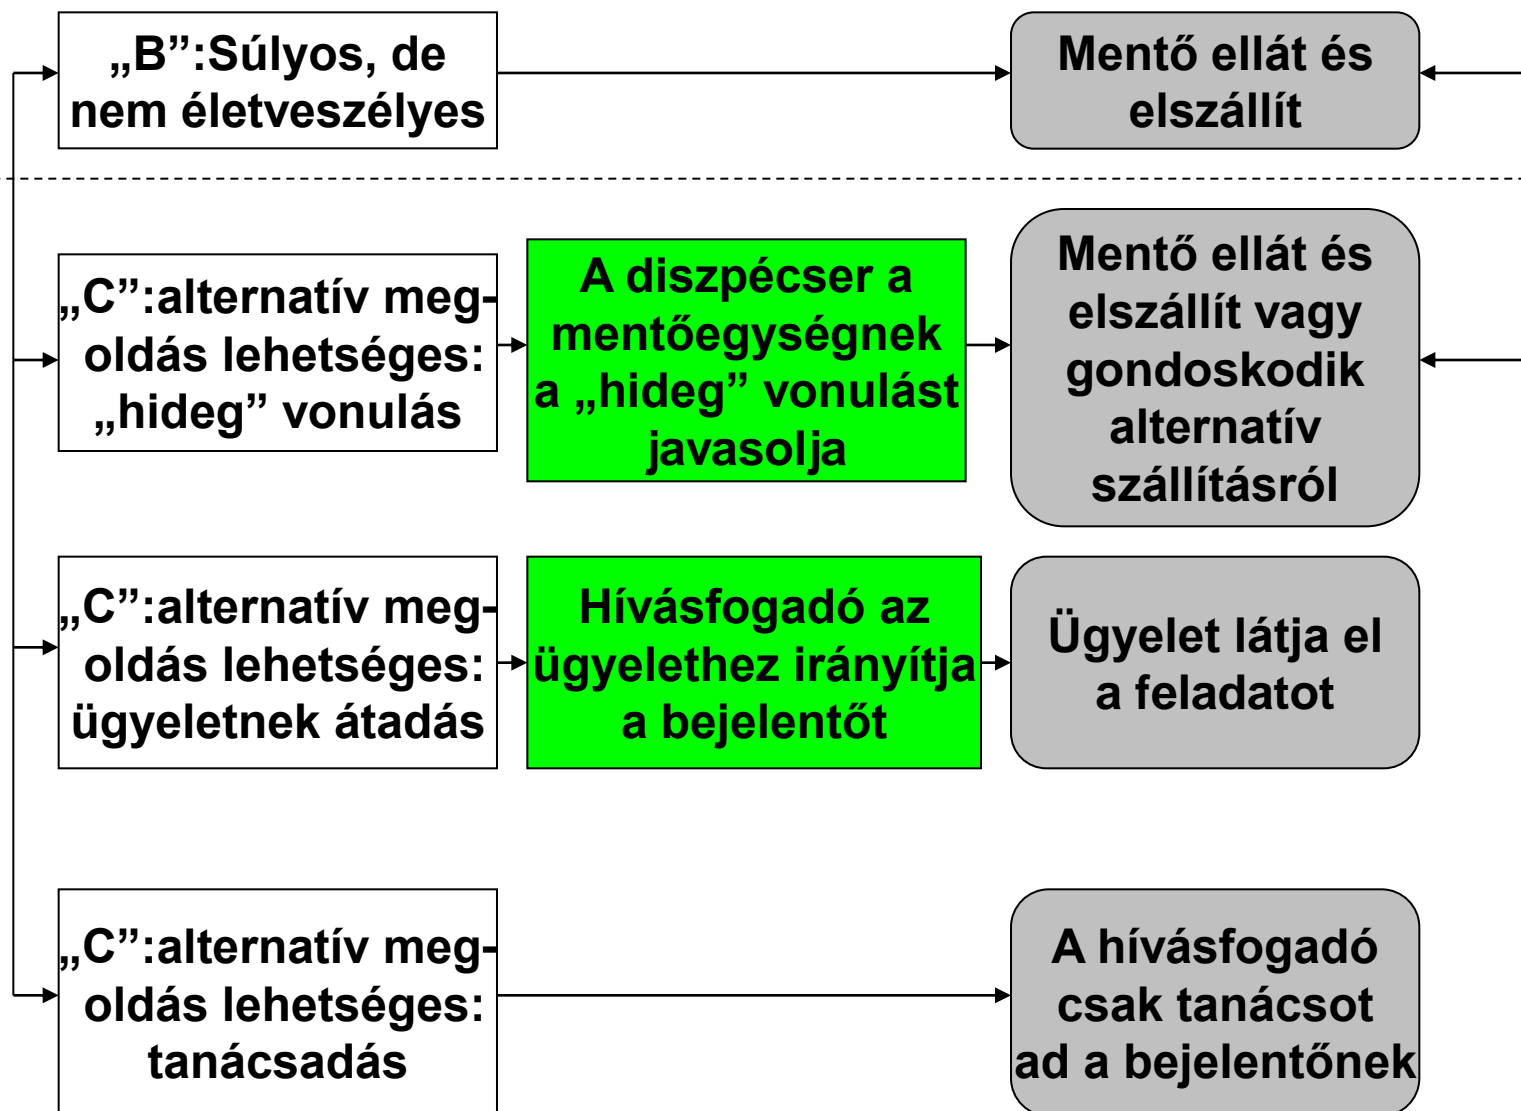 „B”:Súlyos, de
nem életveszélyes
Mentő ellát és
elszállít
„C”:alternatív meg-
oldás lehetséges:
„hideg” vonulás
A diszpécser a
mentőegységnek
a „hideg” vonulást
javasolja
Mentő ellát és
elszállít vagy
gondoskodik
alternatív
szállításról
„C”:alternatív meg-
oldás lehetséges:
ügyeletnek átadás
Hívásfogadó az
ügyelethez irányítja
a bejelentőt
Ügyelet látja el
a feladatot
„C”:alternatív meg-
oldás lehetséges:
tanácsadás
A hívásfogadó
csak tanácsot
ad a bejelentőnek